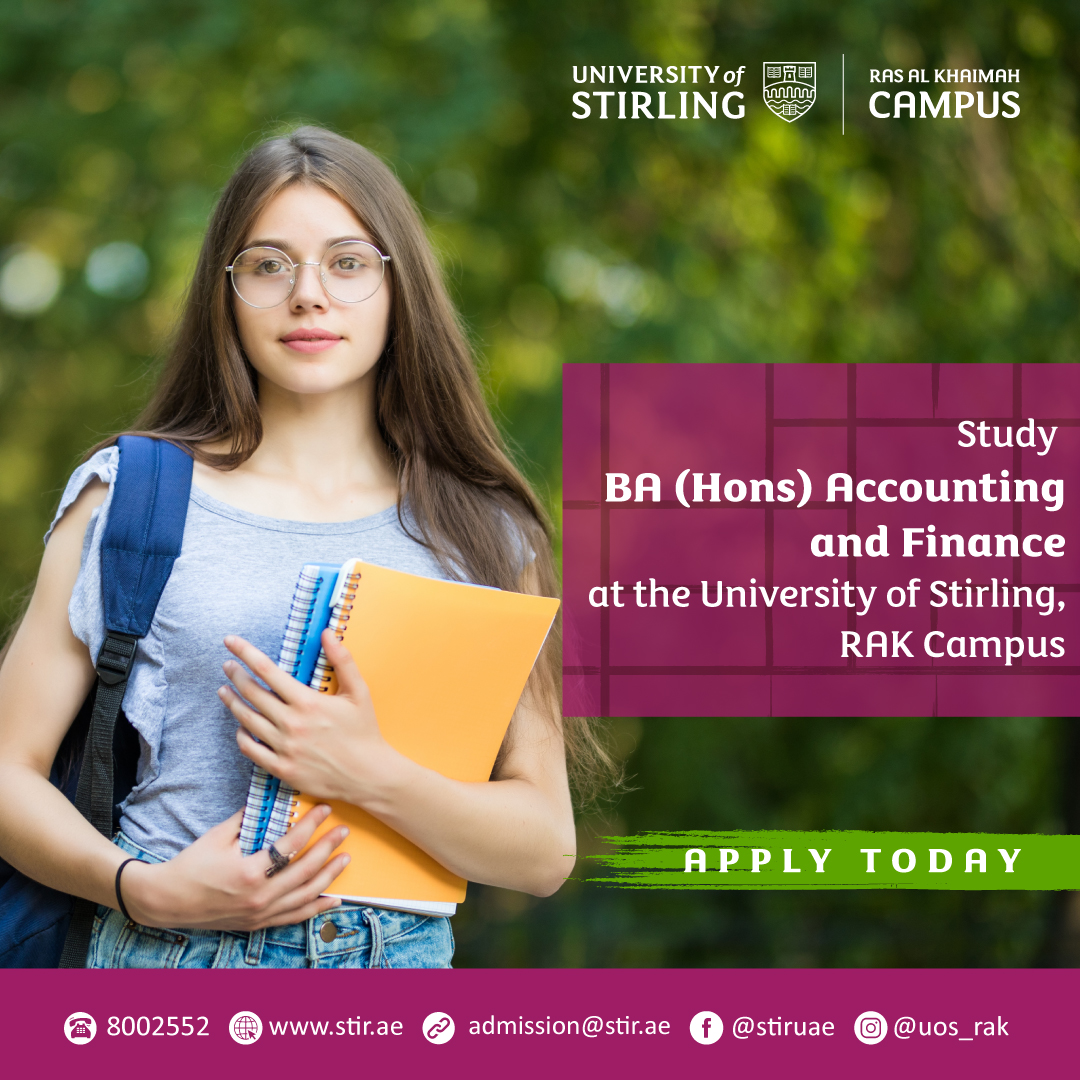 UNIVERSITY of
STIRLING
RAS AL KHAIMAH
CAMPUS
Study
BA (Hons) Accounting
and Finance
at the University of Stirling,
RAK Campus
APPLY TODAY
8002552 www.stir.ae admission@stir.ae @stiruae @uos_rak